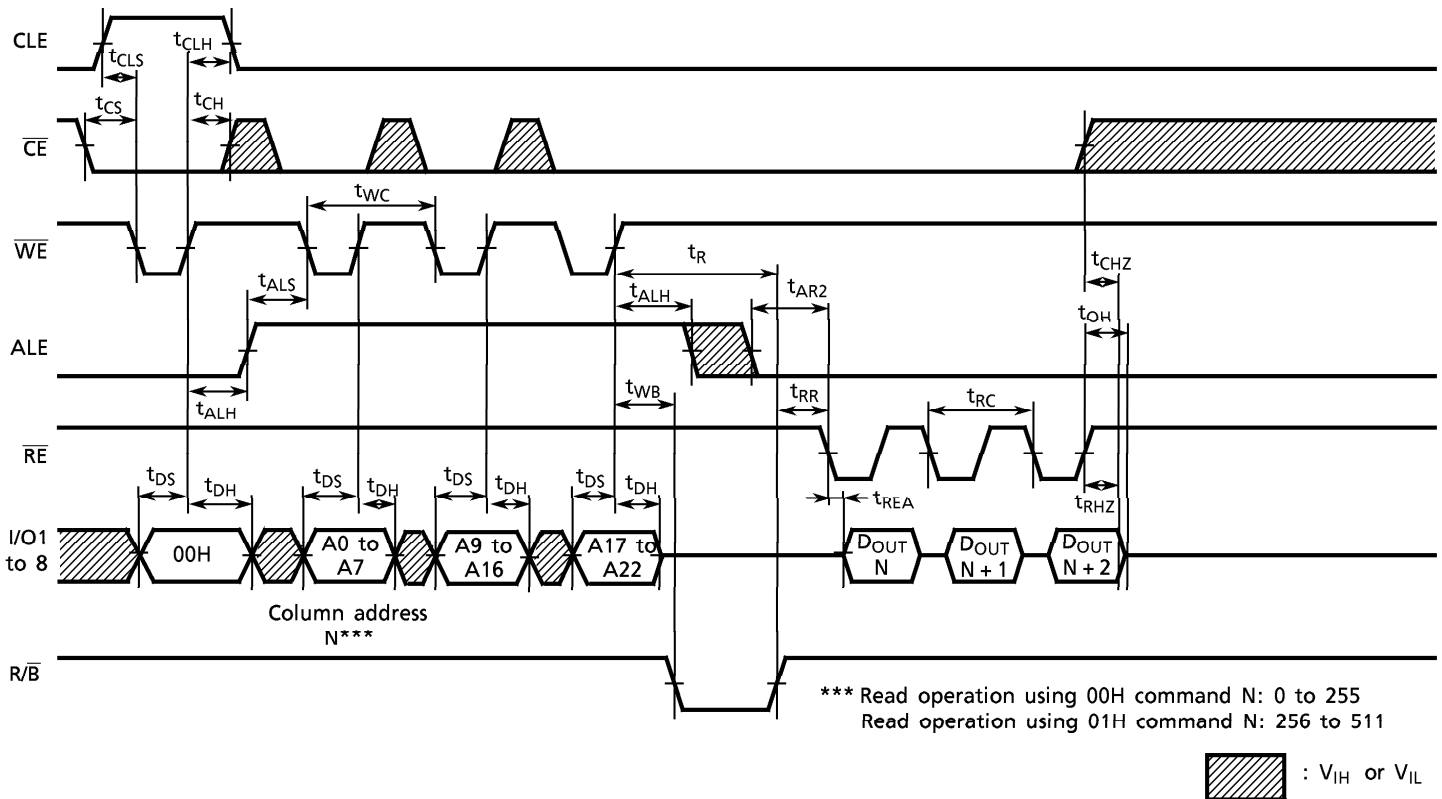 CLE
tCLS
tCLH
tCS
tCH
CE
tWC
WE
tR
tCHZ
tALS
tALH
tAR2
tOH
ALE
tALH
tWB
tRR
tRC
RE
tDS
tDH
tDS
tDH
tDS
tDH
tDS
tDH
tREA
tRHZ
I/O1
to 8
00H
A0 to
A7
A9 to
A16
A17 to
A22
DOUT
N
DOUT
N + 1
DOUT
N + 2
Column address
N***
R/B
*** Read operation using 00H command N: 0 to 255
Read operation using 01H command N: 256 to 511
: VIH or VIL